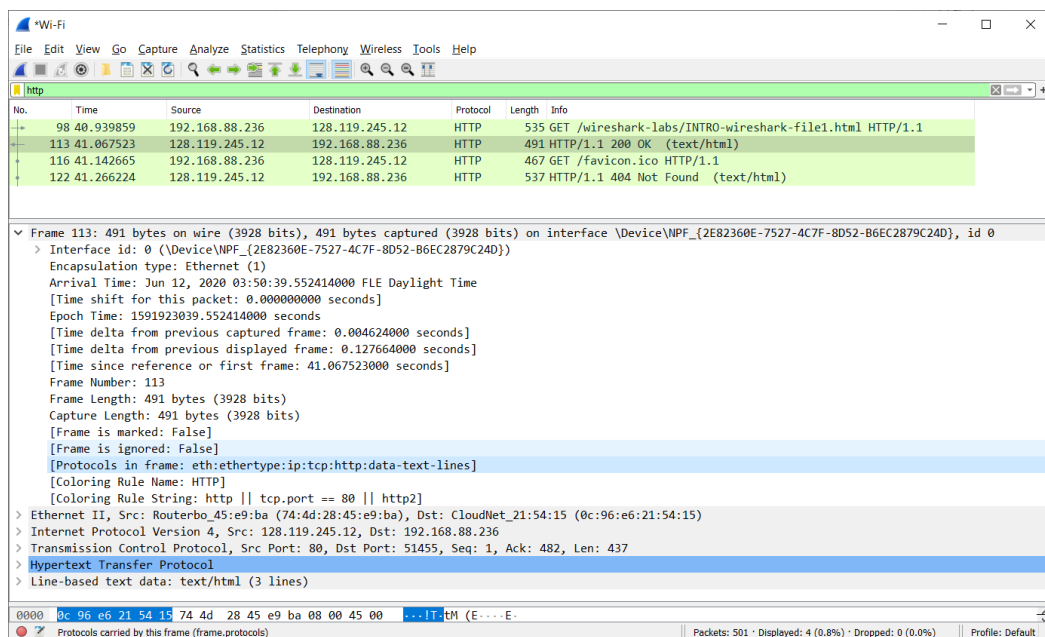 *Wi-Fi
File Edit View Go Capture Analyze Statistics Telephony Wireless Tools Help
http
No. Time Source Destination Protocol Length Info
98 40.939859 192.168.88.236 128.119.245.12 HTTP 535 GET /wireshark-labs/INTRO-wireshark-file1.html HTTP/1.1
113 41.067523 128.119.245.12 192.168.88.236 HTTP 491 HTTP/1.1 200 OK (text/html)
116 41.142665 192.168.88.236 128.119.245.12 HTTP 467 GET /favicon.ico HTTP/1.1
122 41.266224 128.119.245.12 192.168.88.236 HTTP 537 HTTP/1.1 404 Not Found (text/html)
Frame 113: 491 bytes on wire (3928 bits), 491 bytes captured (3928 bits) on interface \Device\NPF_{2E82360E-7527-4C7F-8D52-B6EC2879C24D}, id 0
Interface id: 0 (\Device\NPF_{2E82360E-7527-4C7F-8D52-B6EC2879C24D})
Encapsulation type: Ethernet (1)
Arrival Time: Jun 12, 2020 03:50:39.552414000 FLE Daylight Time
[Time shift for this packet: 0.000000000 seconds]
Epoch Time: 1591923039.552414000 seconds
[Time delta from previous captured frame: 0.004624000 seconds]
[Time delta from previous displayed frame: 0.127664000 seconds]
[Time since reference or first frame: 41.067523000 seconds]
Frame Number: 113
Frame Length: 491 bytes (3928 bits)
Capture Length: 491 bytes (3928 bits)
[Frame is marked: False]
[Frame is ignored: False]
[Protocols in frame: eth:ethertype:ip:tcp:http:data-text-lines]
[Coloring Rule Name: HTTP]
[Coloring Rule String: http || tcp.port == 80 || http2]
Ethernet II, Src: Routerbo_45:e9:ba (74:4d:28:45:e9:ba), Dst: CloudNet_21:54:15 (0c:96:e6:21:54:15)
Internet Protocol Version 4, Src: 128.119.245.12, Dst: 192.168.88.236
Transmission Control Protocol, Src Port: 80, Dst Port: 51455, Seq: 1, Ack: 482, Len: 437
Hypertext Transfer Protocol
Line-based text data: text/html (3 lines)
0000 0c 96 e6 21 54 15 74 4d 28 45 e9 ba 08 00 45 00 ···!T·tM (E····E·
Protocols carried by this frame (frame.protocols) Packets: 501 · Displayed: 4 (0.8%) · Dropped: 0 (0.0%) Profile: Default